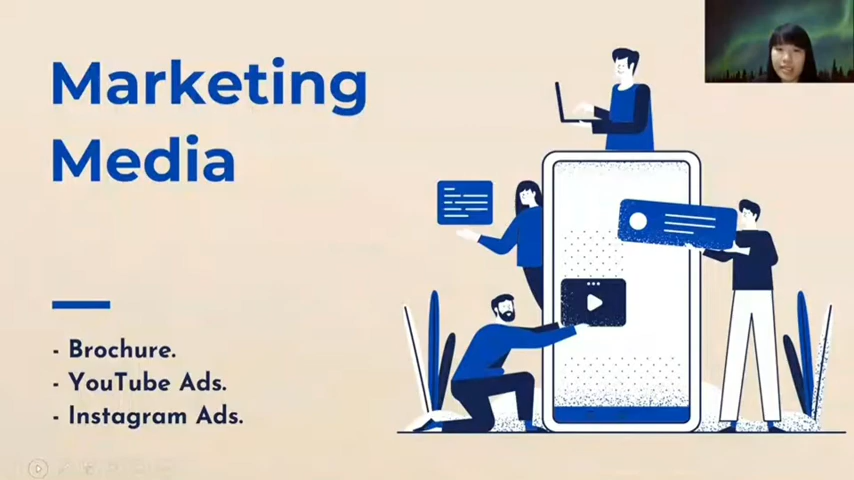 Marketing
Media
- Brochure.
- YouTube Ads.
- Instagram Ads.